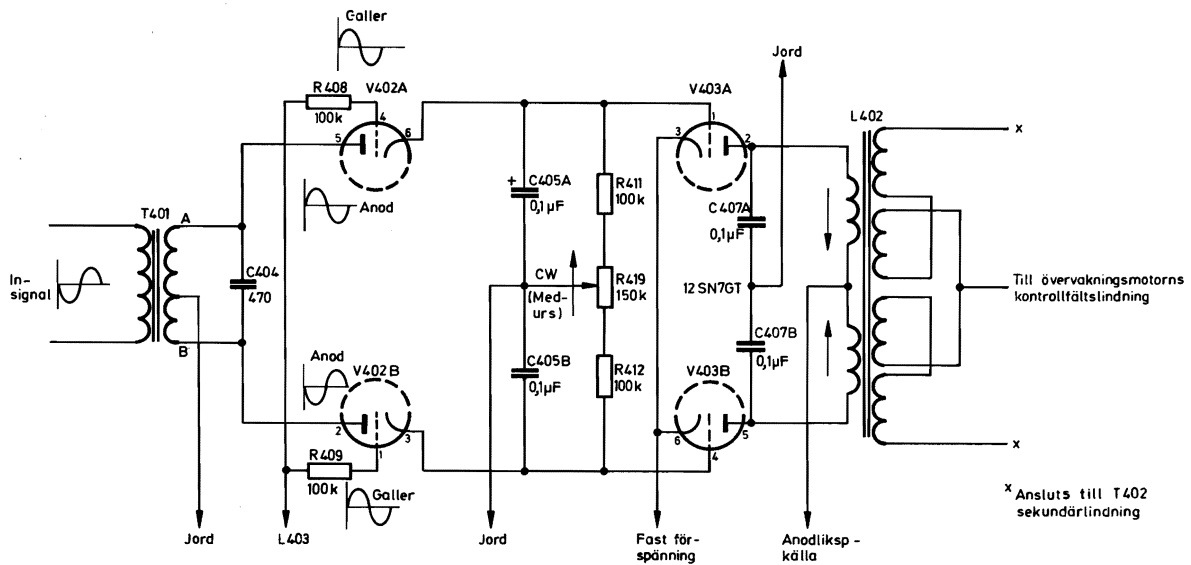 Galler
R408
100k
V402A
4
5
6
Jord
V403A
1
3
2
L402
x
+
C405A
0,1µF
R411
100k
C407A
0,1µF
Anod
T401
A
In-
signal
C404
470
CW
(Med-
urs)
R419
150k
12SN7GT
Till övervakningsmotorns
kontrollfältslindning
B
Anod
V402B
C405B
0,1µF
R412
100k
V403B
C407B
0,1µF
2
3
1
6
5
4
R409
100k
Galler
x
x Ansluts till T402
sekundärlindning
Jord
L403
Jord
Fast för-
spänning
Anodliksp-
källa